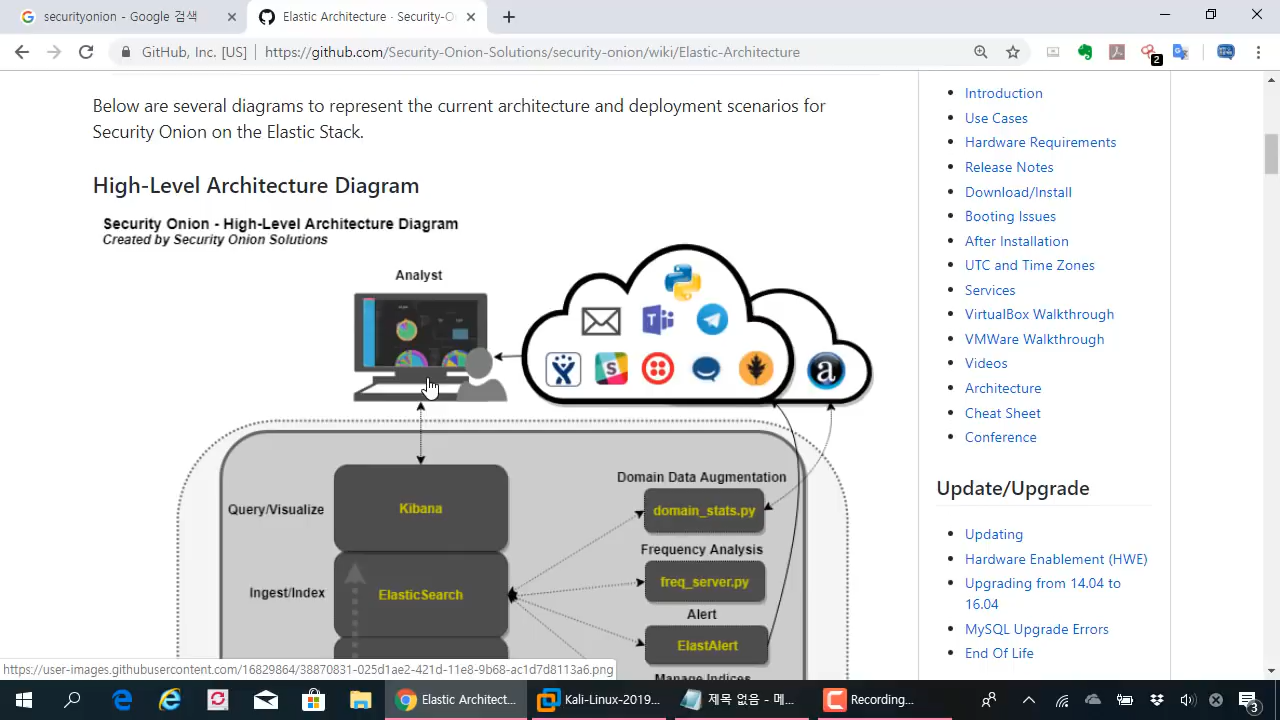 securityonion - Google 검색
Elastic Architecture · Security-O
GitHub, Inc. [US]
https://github.com/Security-Onion-Solutions/security-onion/wiki/Elastic-Architecture
2
Below are several diagrams to represent the current architecture and deployment scenarios for
Security Onion on the Elastic Stack.
High-Level Architecture Diagram
Security Onion - High-Level Architecture Diagram
Created by Security Onion Solutions
Analyst
T
a
Query/Visualize
Kibana
Ingest/Index
ElasticSearch
Domain Data Augmentation
domain_stats.py
Frequency Analysis
freq_server.py
Alert
ElastAlert
Manage Indices
Introduction
Use Cases
Hardware Requirements
Release Notes
Download/Install
Booting Issues
After Installation
UTC and Time Zones
Services
VirtualBox Walkthrough
VMWare Walkthrough
Videos
Architecture
Cheat Sheet
Conference
Update/Upgrade
Updating
Hardware Enablement (HWE)
Upgrading from 14.04 to
16.04
MySQL Upgrade Errors
End Of Life
https://user-images.githubusercontent.com/16829864/38870831-025d1ae2-421d-11e8-9b68-ac1d7d8113a6.png
Elastic Architect...
Kali-Linux-2019...
제목 없음 - 메...
Recording...
3